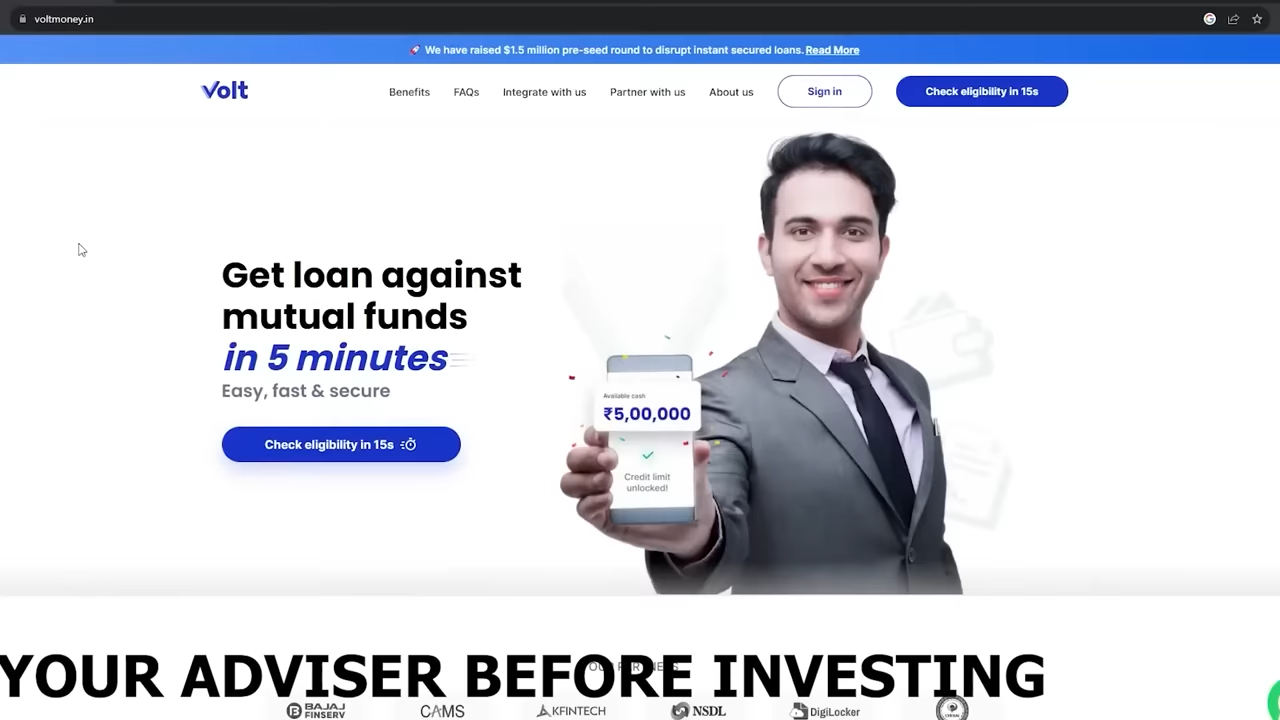 voltmoney.in
🚀 We have raised $1.5 million pre-seed round to disrupt instant secured loans. Read More
Volt
Benefits
FAQs
Integrate with us
Partner with us
About us
Sign in
Check eligibility in 15s
Get loan against
mutual funds
in 5 minutes
Easy, fast & secure
Check eligibility in 15s
Available cash
₹5,00,000
Credit limit
unlocked!
YOUR ADVISER BEFORE INVESTING
BAJAJ
FINSERV
CAMS
KFINTECH
NSDL
DigiLocker